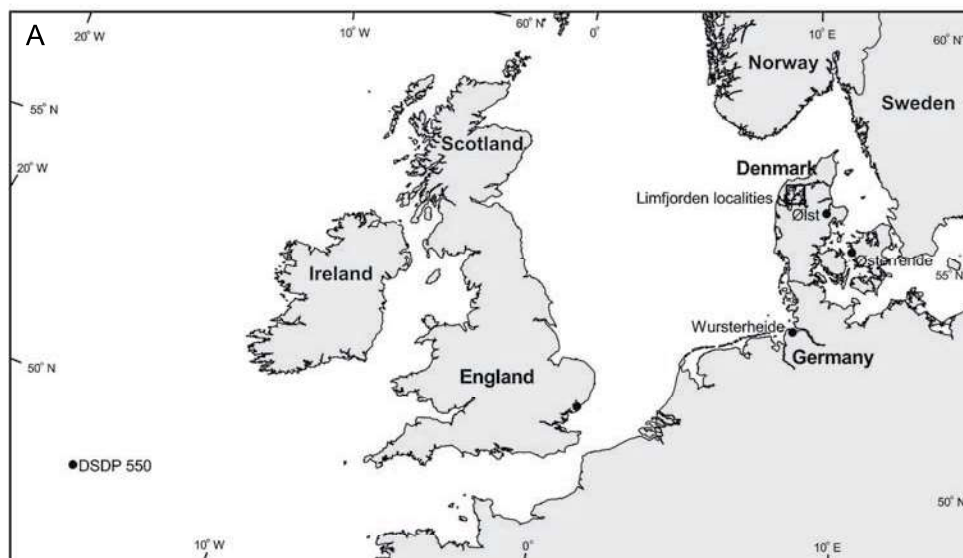 A
20° W
10° W
60° N
0°
10° E
60° N
Norway
Sweden
55° N
Scotland
20° W
Denmark
Limfjorden localities
Ølst
Ireland
Østerrende
55° N
Wursterheide
50° N
England
Germany
DSDP 550
50° N
10° W
0°
10° E